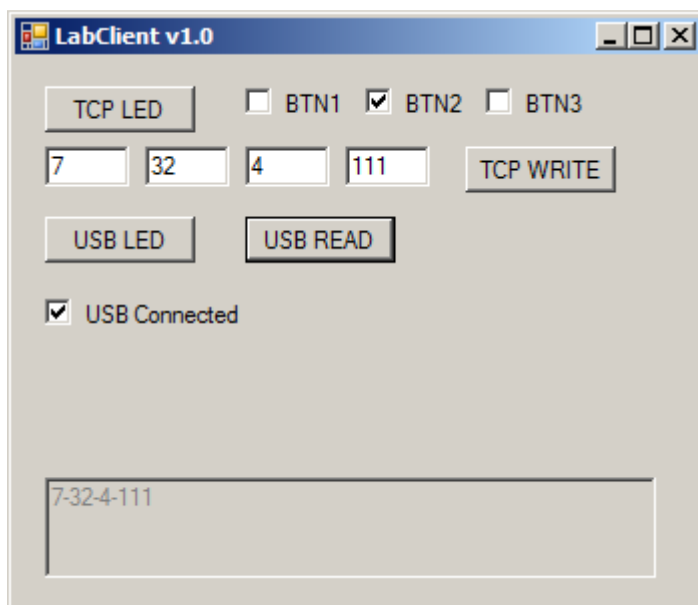 LabClient v1.0
TCP LED BTN1 BTN2 BTN3
7 32 4 111 TCP WRITE
USB LED USB READ
USB Connected
7-32-4-111